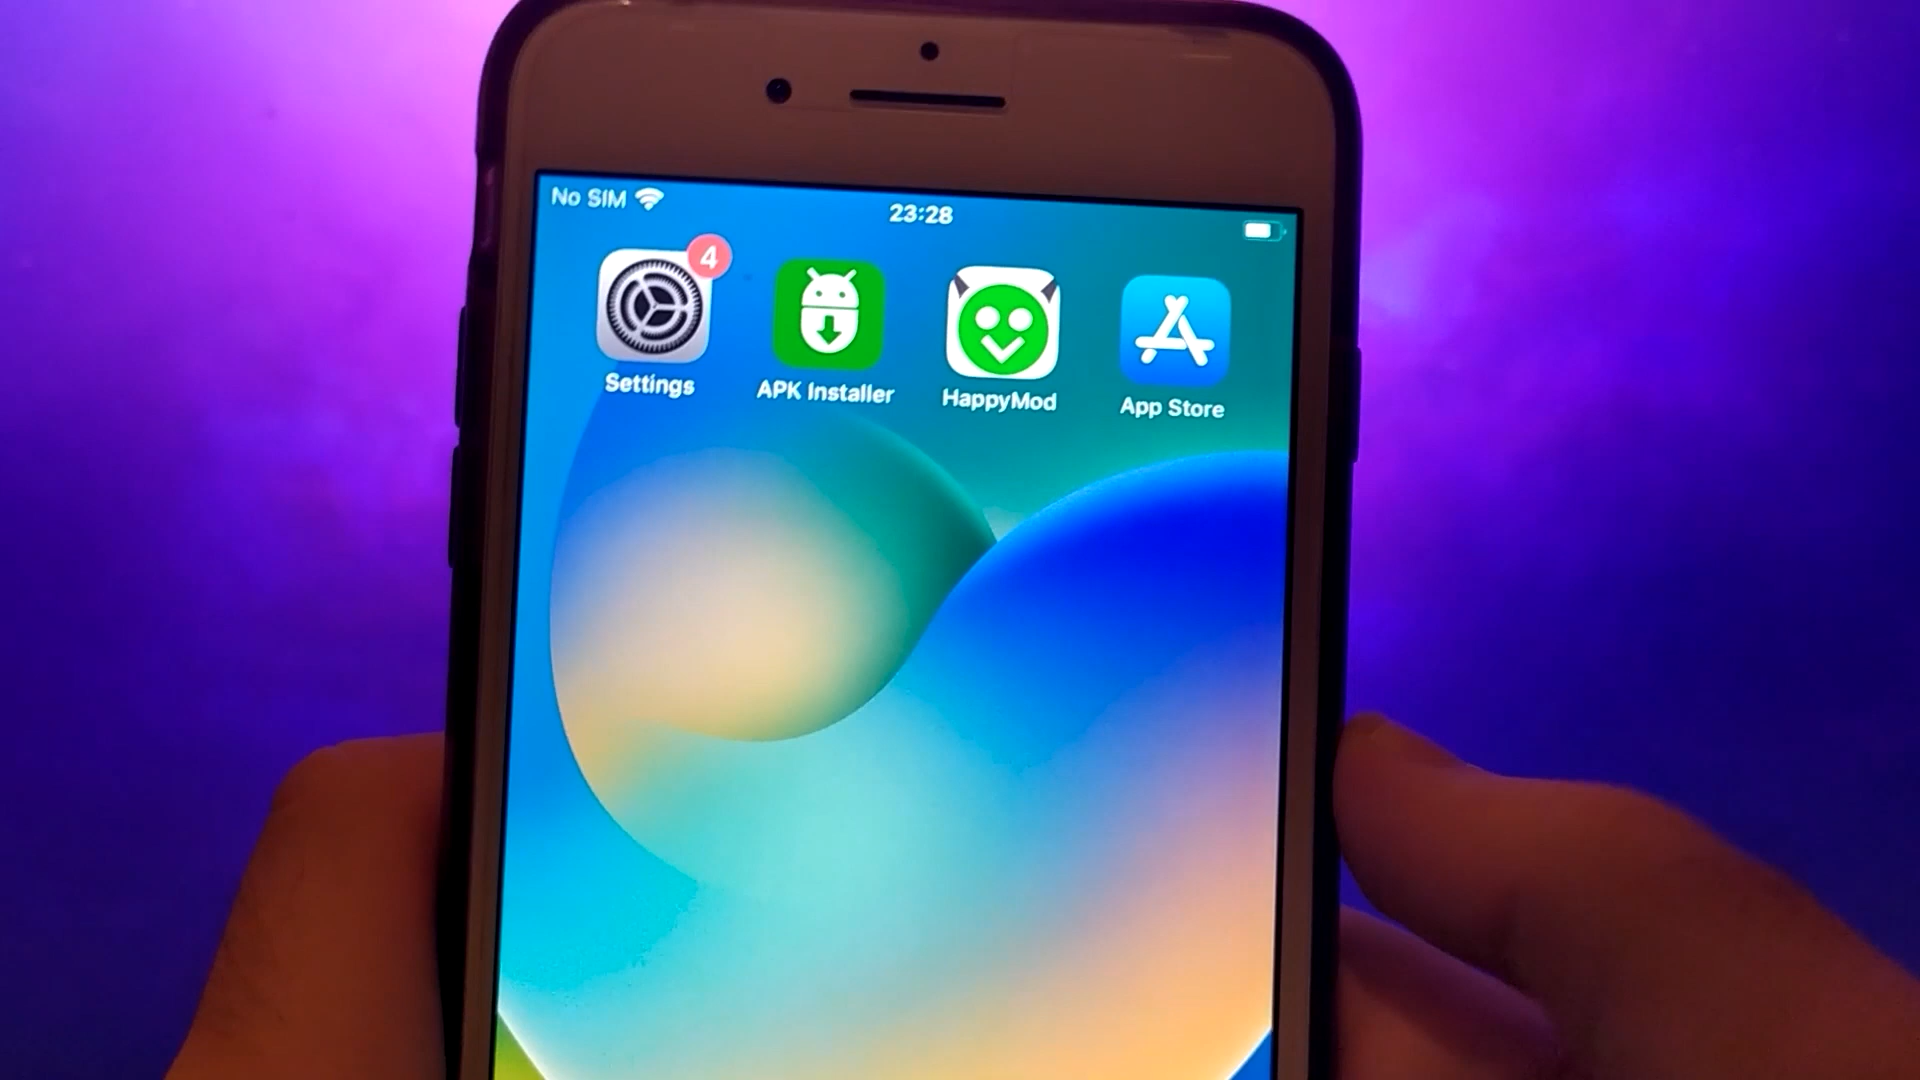 No SIM
23:28
4
Settings
APK Installer
HappyMod
App Store